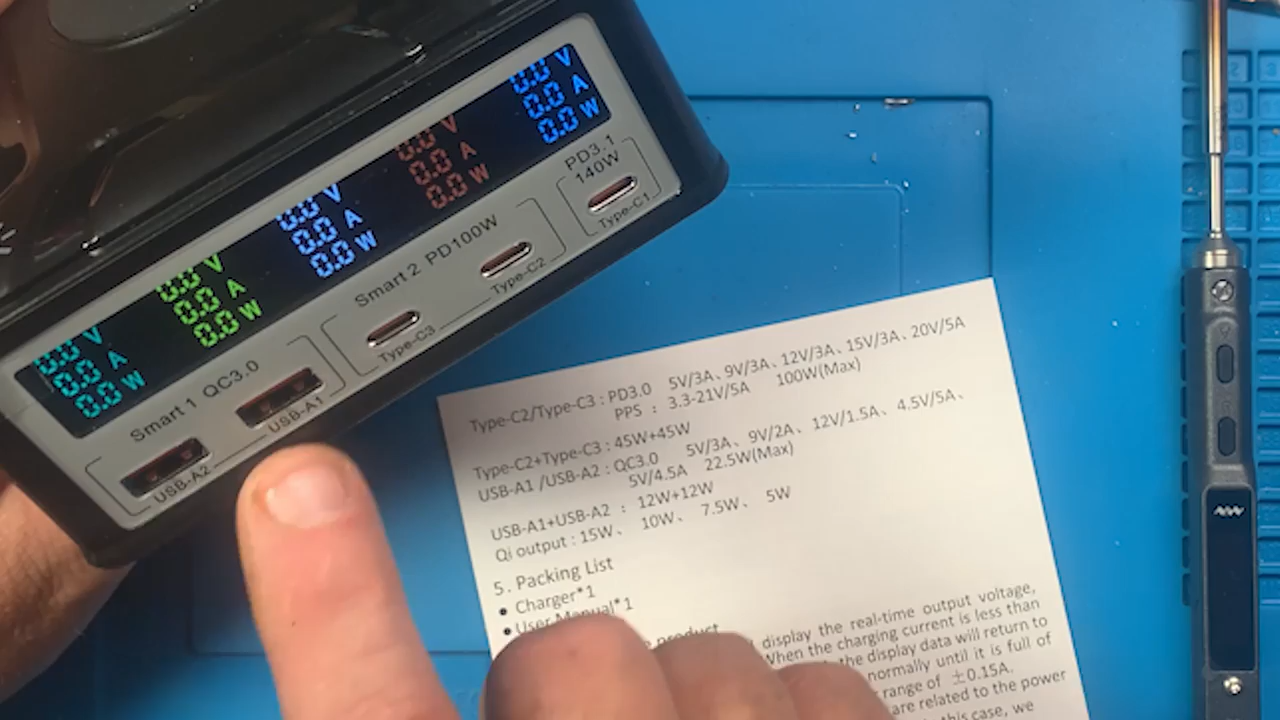 0.0 V
0.0 A
0.0 W
0.0 V
0.0 A
0.0 W
0.0 V
0.0 A
0.0 W
0.0 V
0.0 A
0.0 W
0.0 V
0.0 A
0.0 W
Smart 1 QC3.0
USB-A2
USB-A1
Smart 2 PD100W
Type-C3
Type-C2
PD3.1
140W
Type-C1
Type-C2/Type-C3 : PD3.0 5V/3A、9V/3A、12V/3A、15V/3A、20V/5A
PPS : 3.3-21V/5A 100W(Max)
Type-C2+Type-C3 : 45W+45W
USB-A1 /USB-A2 : QC3.0 5V/3A、9V/2A、12V/1.5A、4.5V/5A、
5V/4.5A 22.5W(Max)
USB-A1+USB-A2 : 12W+12W
Qi output : 15W、 10W、 7.5W、 5W
5. Packing List
• Charger*1
• User Manual*1
product
display the real-time output voltage,
When the charging current is less than
the display data will return to
normally until it is full of
range of ±0.15A.
are related to the power
this case, we